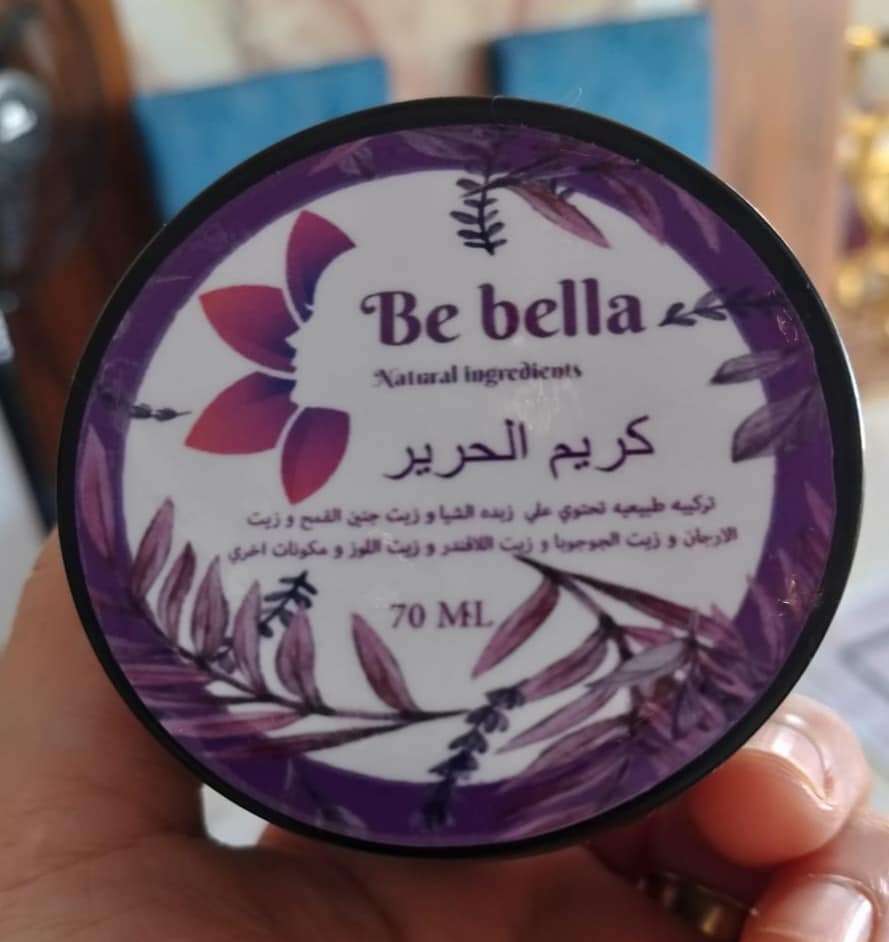 Be bella
Natural ingredients
كريم الحرير
تركيبه طبيعيه تحتوي علي زبده الشيا و زيت جنين القمح و زيت
الارجان و زيت الجوجوبا و زيت اللافندر و زيت اللوز و مكونات اخري
70 ML